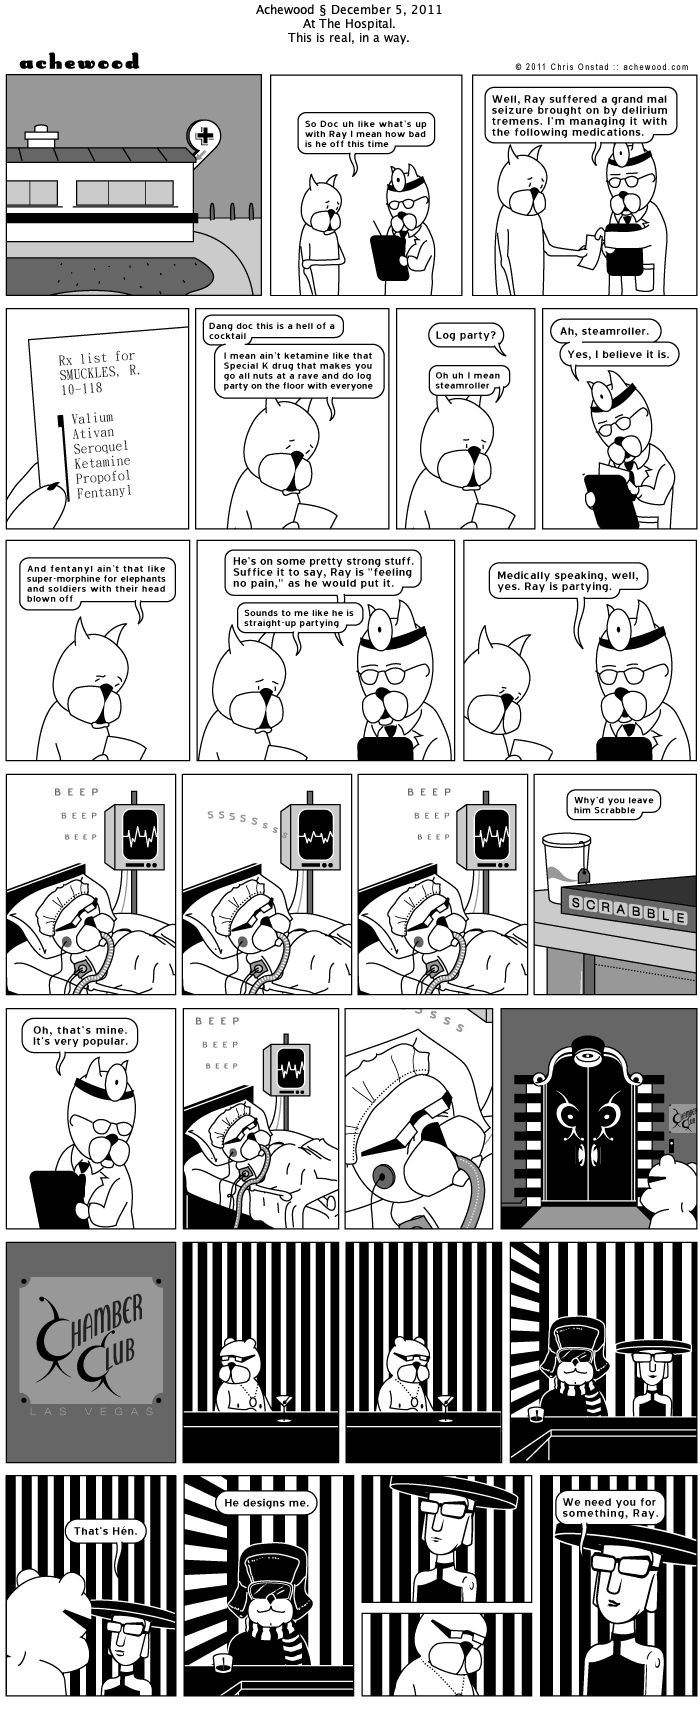 Achewood § December 5, 2011
At The Hospital.
This is real, in a way.
achewood
© 2011 Chris Onstad :: achewood.com
So Doc uh like what's up
with Ray I mean how bad
is he off this time
Well, Ray suffered a grand mal
seizure brought on by delirium
tremens. I'm managing it with
the following medications.
Rx list for
SMUCKLES, R.
10-118
Valium
Ativan
Seroquel
Ketamine
Propofol
Fentanyl
Dang doc this is a hell of a
cocktail
I mean ain't ketamine like that
Special K drug that makes you
go all nuts at a rave and do log
party on the floor with everyone
Log party?
Oh uh I mean
steamroller
Ah, steamroller.
Yes, I believe it is.
And fentanyl ain't that like
super-morphine for elephants
and soldiers with their head
blown off
He's on some pretty strong stuff.
Suffice it to say, Ray is "feeling
no pain," as he would put it.
Sounds to me like he is
straight-up partying
Medically speaking, well,
yes. Ray is partying.
BEEP
BEEP
BEEP
SSSSSsss
BEEP
BEEP
BEEP
Why'd you leave
him Scrabble
SCRABBLE
Oh, that's mine.
It's very popular.
BEEP
BEEP
BEEP
SSSS
CHAMBER
CLUB
CHAMBER
CLUB
LAS VEGAS
That's Hén.
He designs me.
We need you for
something, Ray.